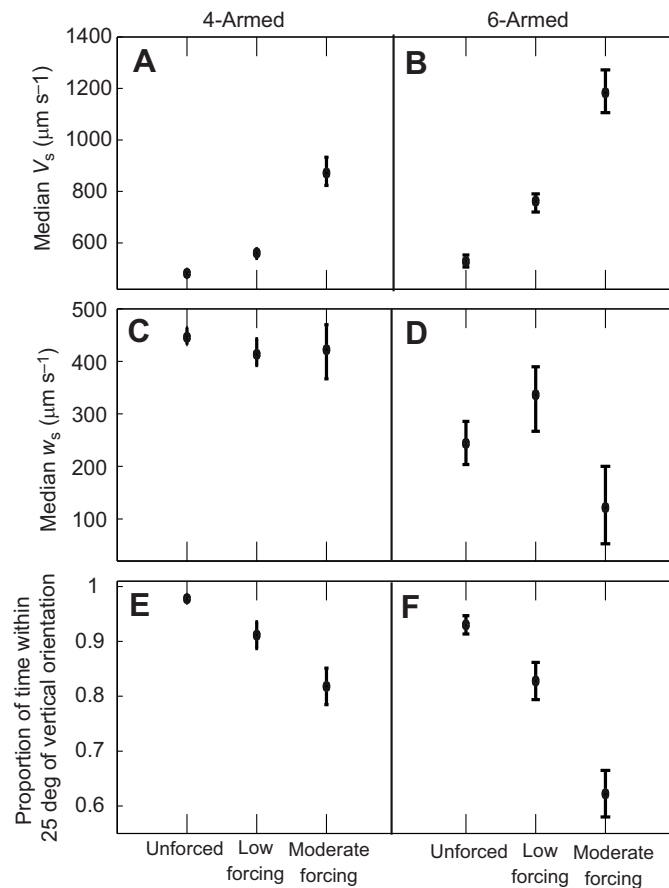 4-Armed 6-Armed
1400
1200
1000
800
600
Median Vs (μm s−1)
A B
500
400
300
200
100
Median ws (μm s−1)
C D
1
0.9
0.8
0.7
0.6
Proportion of time within
25 deg of vertical orientation
E F
Unforced Low forcing Moderate forcing Unforced Low forcing Moderate forcing